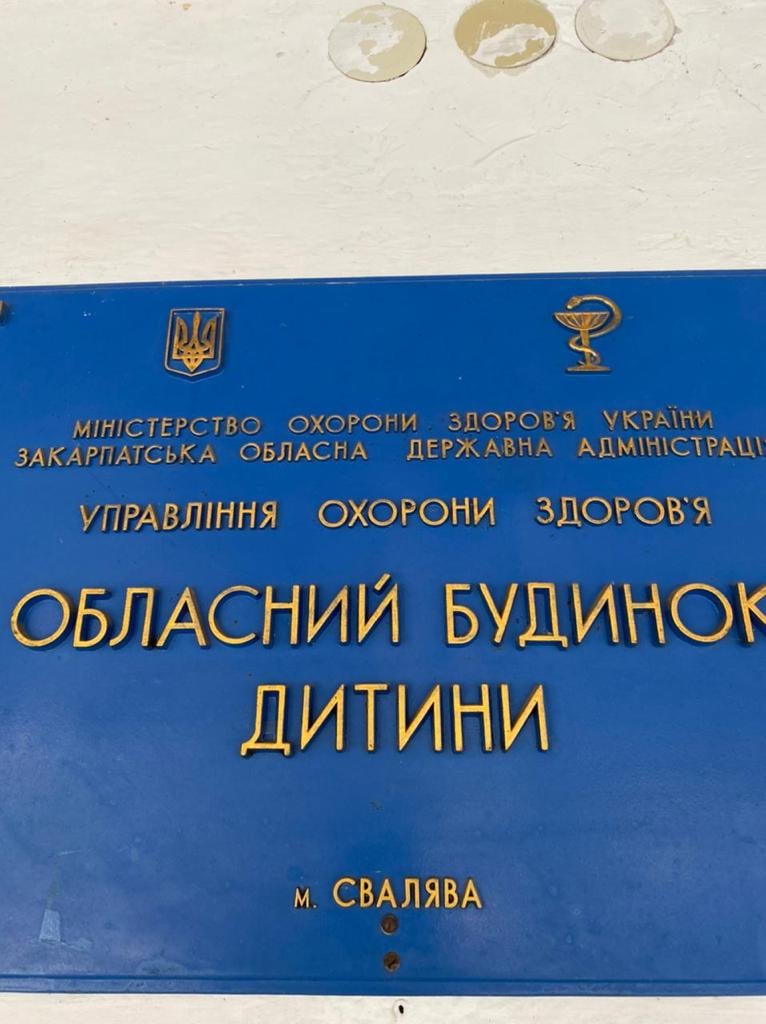 МІНІСТЕРСТВО ОХОРОНИ ЗДОРОВ'Я УКРАЇНИ
ЗАКАРПАТСЬКА ОБЛАСНА ДЕРЖАВНА АДМІНІСТРАЦІ
УПРАВЛІННЯ ОХОРОНИ ЗДОРОВ'Я
ОБЛАСНИЙ БУДИНОК
ДИТИНИ
м. СВАЛЯВА